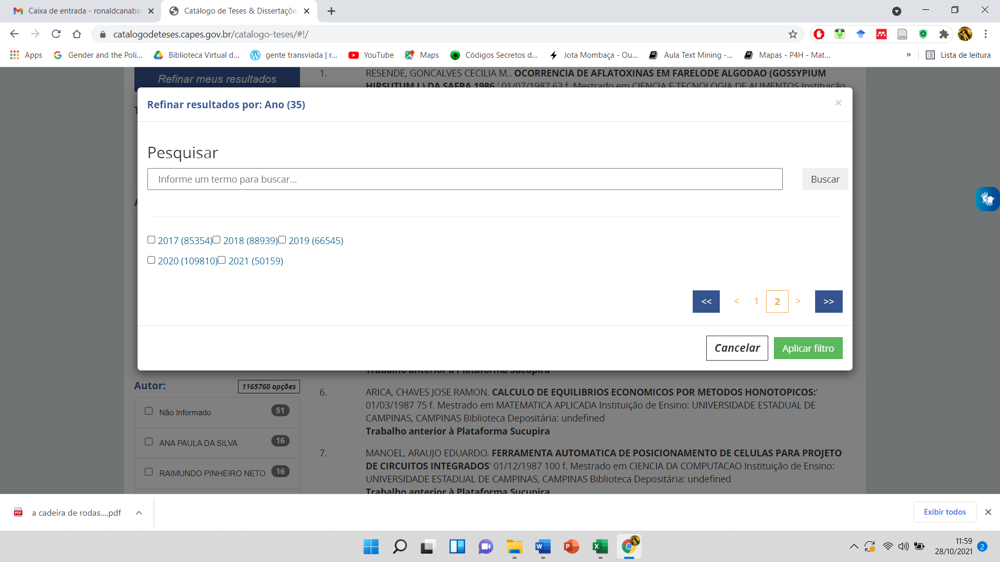 Caixa de entrada - ronaldcanabar
Catálogo de Teses & Dissertaçõe
catalogodeteses.capes.gov.br/catalogo-teses/#!/
Apps
Gender and the Poli...
Biblioteca Virtual d...
gente transviada | r...
YouTube
Maps
Códigos Secretos d...
Jota Mombaça - Ou...
Aula Text Mining -...
Mapas - P4H - Mat...
»
Lista de leitura
Refinar meus resultados
1. RESENDE, GONCALVES CECILIA M.. OCORRENCIA DE AFLATOXINAS EM FARELODE ALGODAO (GOSSYPIUM
HIRSUTUM L) DA SAFRA 1986.' 01/07/1987 63 f. Mestrado em CIENCIA E TECNOLOGIA DE ALIMENTOS Instituição
Refinar resultados por: Ano (35)
×
Pesquisar
Informe um termo para buscar...
Buscar
2017 (85354) 2018 (88939) 2019 (66545)
2020 (109810) 2021 (50159)
<< < 1 2 > >>
Cancelar
Aplicar filtro
Trabalho anterior à Plataforma Sucupira
Autor:
1165760 opções
Não Informado 51
ANA PAULA DA SILVA 16
RAIMUNDO PINHEIRO NETO 16
6. ARICA, CHAVES JOSE RAMON. CALCULO DE EQUILIBRIOS ECONOMICOS POR METODOS HONOTOPICOS:'
01/03/1987 75 f. Mestrado em MATEMATICA APLICADA Instituição de Ensino: UNIVERSIDADE ESTADUAL DE
CAMPINAS, CAMPINAS Biblioteca Depositária: undefined
Trabalho anterior à Plataforma Sucupira
7. MANOEL, ARAUJO EDUARDO. FERRAMENTA AUTOMATICA DE POSICIONAMENTO DE CELULAS PARA PROJETO
DE CIRCUITOS INTEGRADOS' 01/12/1987 100 f. Mestrado em CIENCIA DA COMPUTACAO Instituição de Ensino:
UNIVERSIDADE ESTADUAL DE CAMPINAS, CAMPINAS Biblioteca Depositária: undefined
Trabalho anterior à Plataforma Sucupira
PDF
a cadeira de rodas....pdf
Exibir todos
W
P
X
11:59
28/10/2021
2